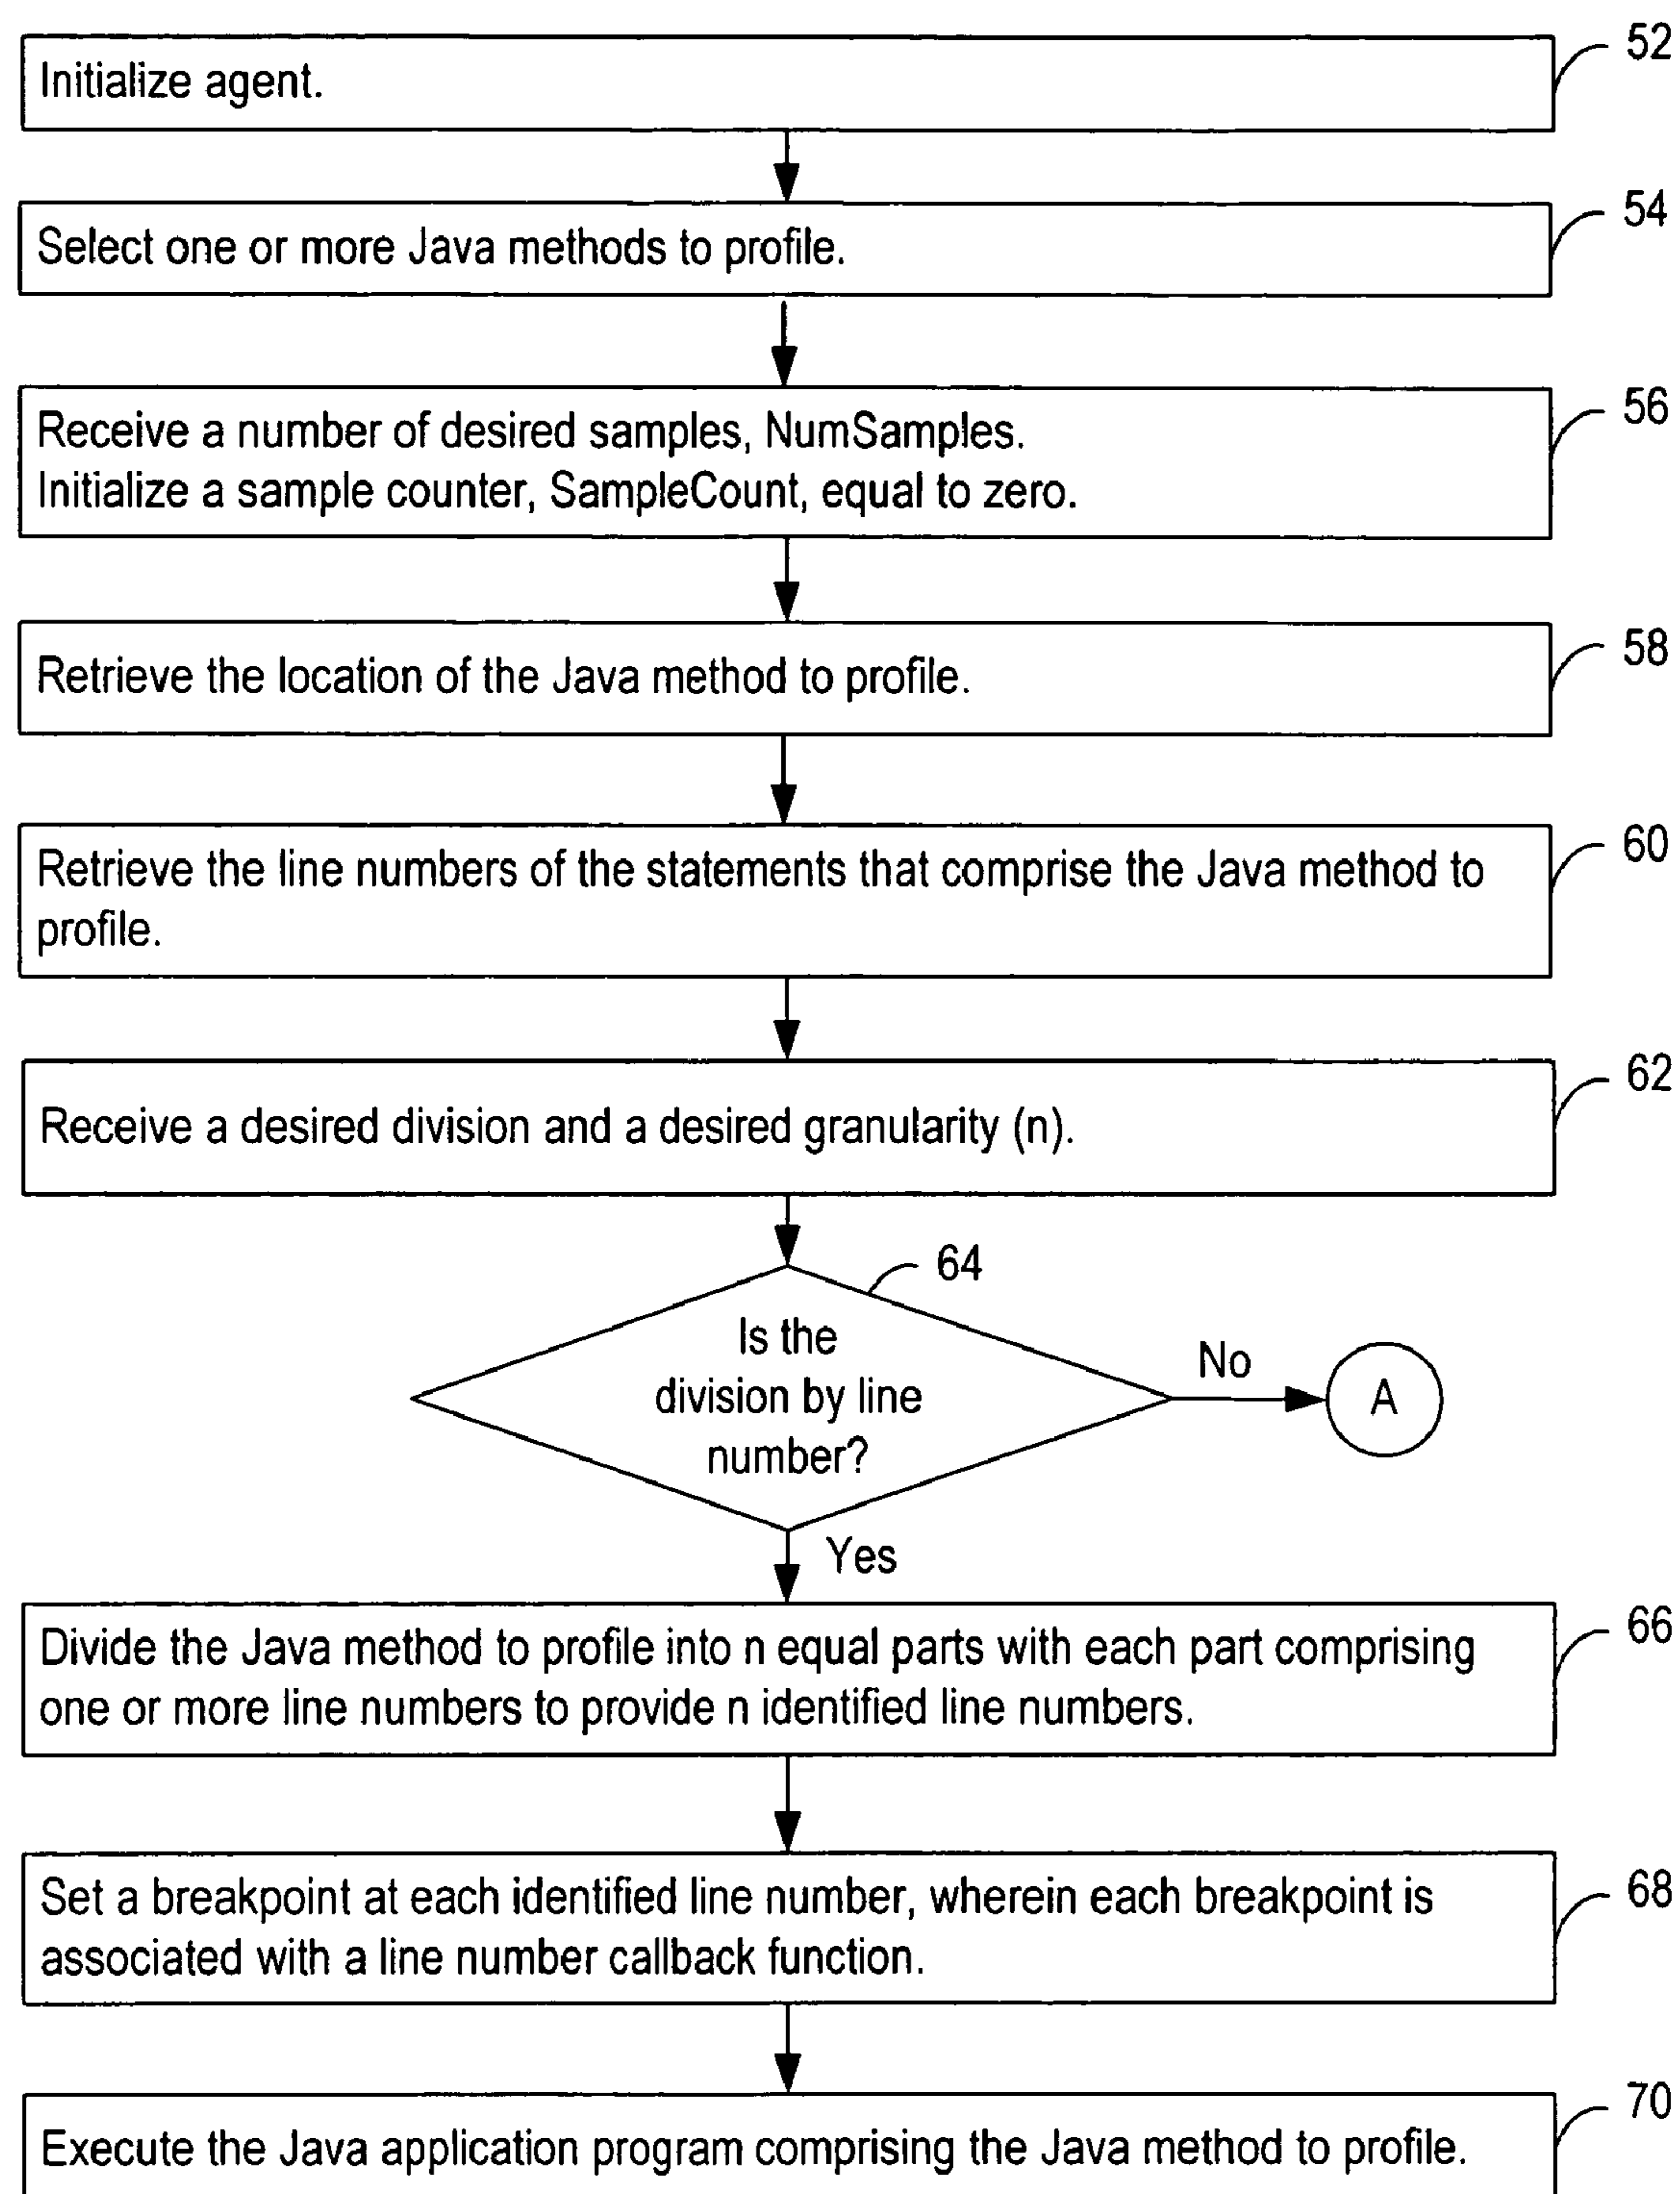 52
Initialize agent.
54
Select one or more Java methods to profile.
56
Receive a number of desired samples, NumSamples.
Initialize a sample counter, SampleCount, equal to zero.
58
Retrieve the location of the Java method to profile.
60
Retrieve the line numbers of the statements that comprise the Java method to
profile.
62
Receive a desired division and a desired granularity (n).
64
Is the
division by line
number?
No
A
Yes
66
Divide the Java method to profile into n equal parts with each part comprising
one or more line numbers to provide n identified line numbers.
68
Set a breakpoint at each identified line number, wherein each breakpoint is
associated with a line number callback function.
70
Execute the Java application program comprising the Java method to profile.